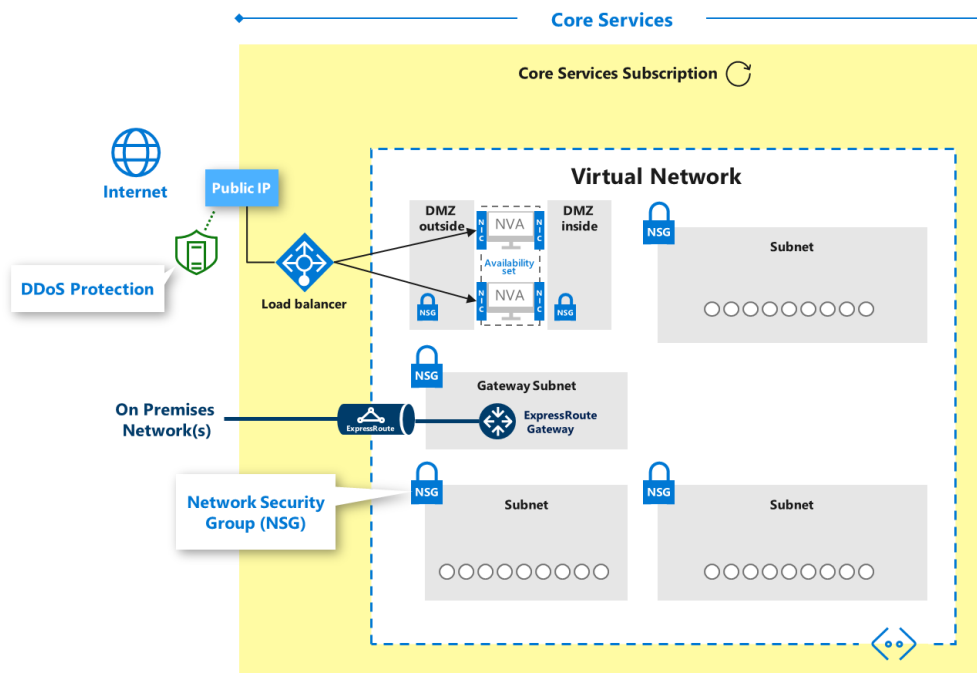 Core Services
Core Services Subscription
Internet
Public IP
DDoS Protection
Load balancer
Virtual Network
DMZ
outside
NIC
NVA
NIC
DMZ
inside
Availability
set
NIC
NVA
NIC
NSG
NSG
NSG
Subnet
NSG
Gateway Subnet
On Premises
Network(s)
ExpressRoute
ExpressRoute
Gateway
Network Security
Group (NSG)
NSG
Subnet
NSG
Subnet